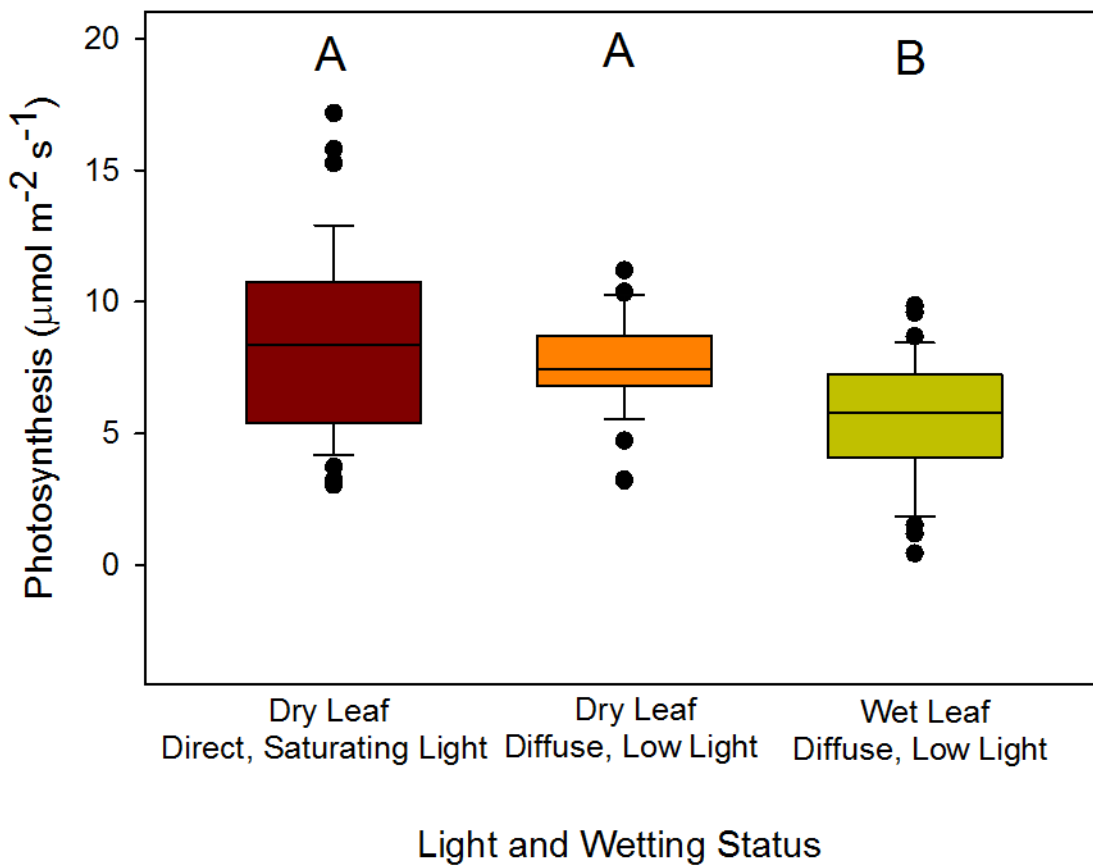 A
A
B
20
15
10
5
0
Photosynthesis (μmol m⁻² s⁻¹)
Dry Leaf
Direct, Saturating Light
Dry Leaf
Diffuse, Low Light
Wet Leaf
Diffuse, Low Light
Light and Wetting Status